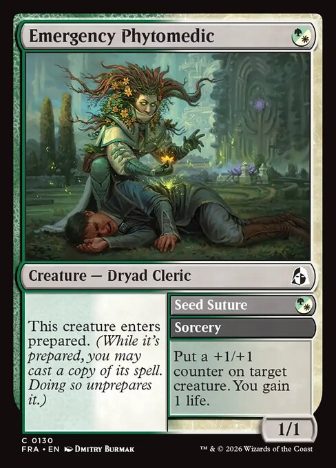 Emergency Phytomedic
Creature — Dryad Cleric
This creature enters
prepared. (While it's
prepared, you may
cast a copy of its spell.
Doing so unprepares
it.)
Seed Suture
Sorcery
Put a +1/+1
counter on target
creature. You gain
1 life.
1/1
C 0130
FRA • EN Dmitry Burmak
™ & © 2026 Wizards of the Coast